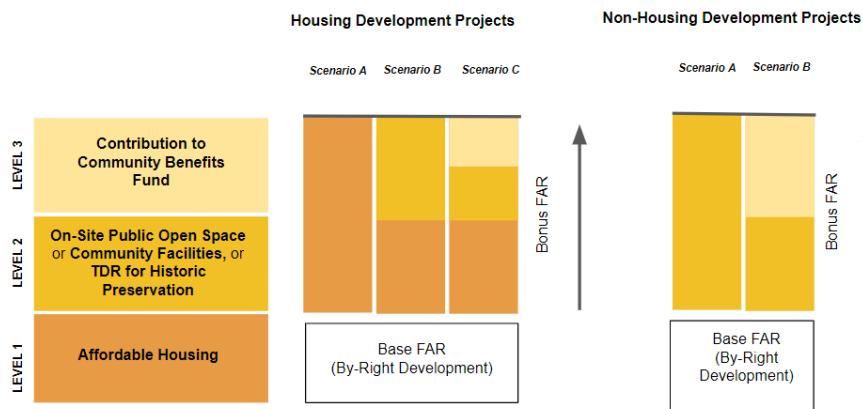 Housing Development Projects
Non-Housing Development Projects
Scenario A
Scenario B
Scenario C
Scenario A
Scenario B
LEVEL 3
Contribution to
Community Benefits
Fund
LEVEL 2
On-Site Public Open Space
or Community Facilities, or
TDR for Historic
Preservation
LEVEL 1
Affordable Housing
Bonus FAR
Bonus FAR
Base FAR
(By-Right Development)
Base FAR
(By-Right
Development)